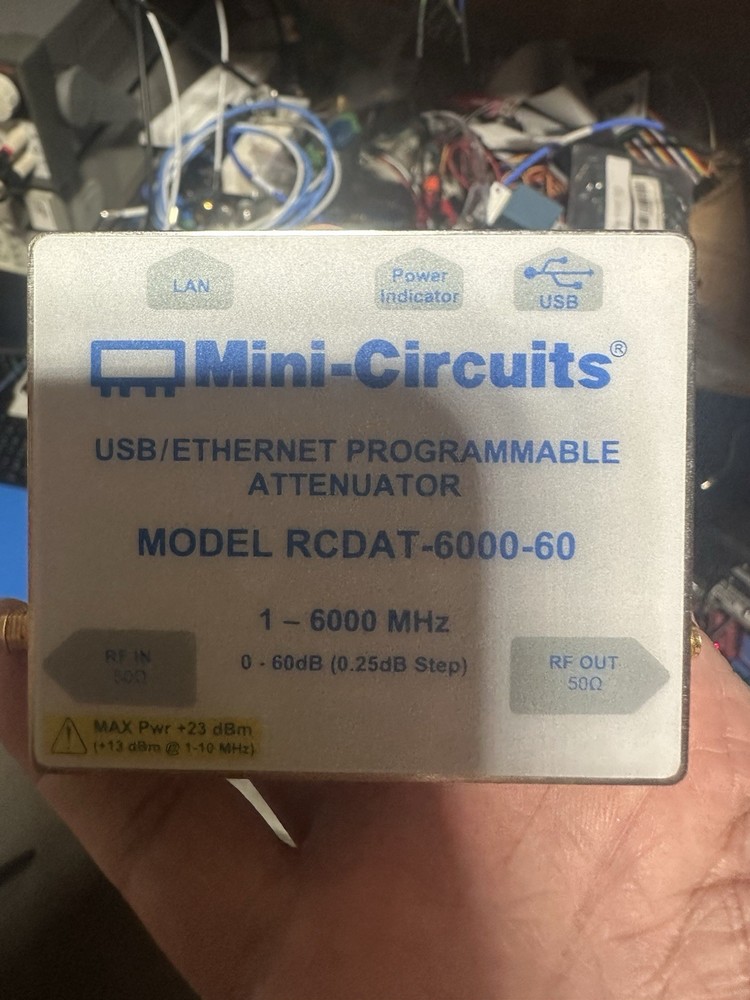 LAN
Power
Indicator
USB
Mini-Circuits®
USB/ETHERNET PROGRAMMABLE
ATTENUATOR
MODEL RCDAT-6000-60
1 – 6000 MHz
0 - 60dB (0.25dB Step)
RF IN
50Ω
RF OUT
50Ω
MAX Pwr +23 dBm
(+13 dBm @ 1-10 MHz)